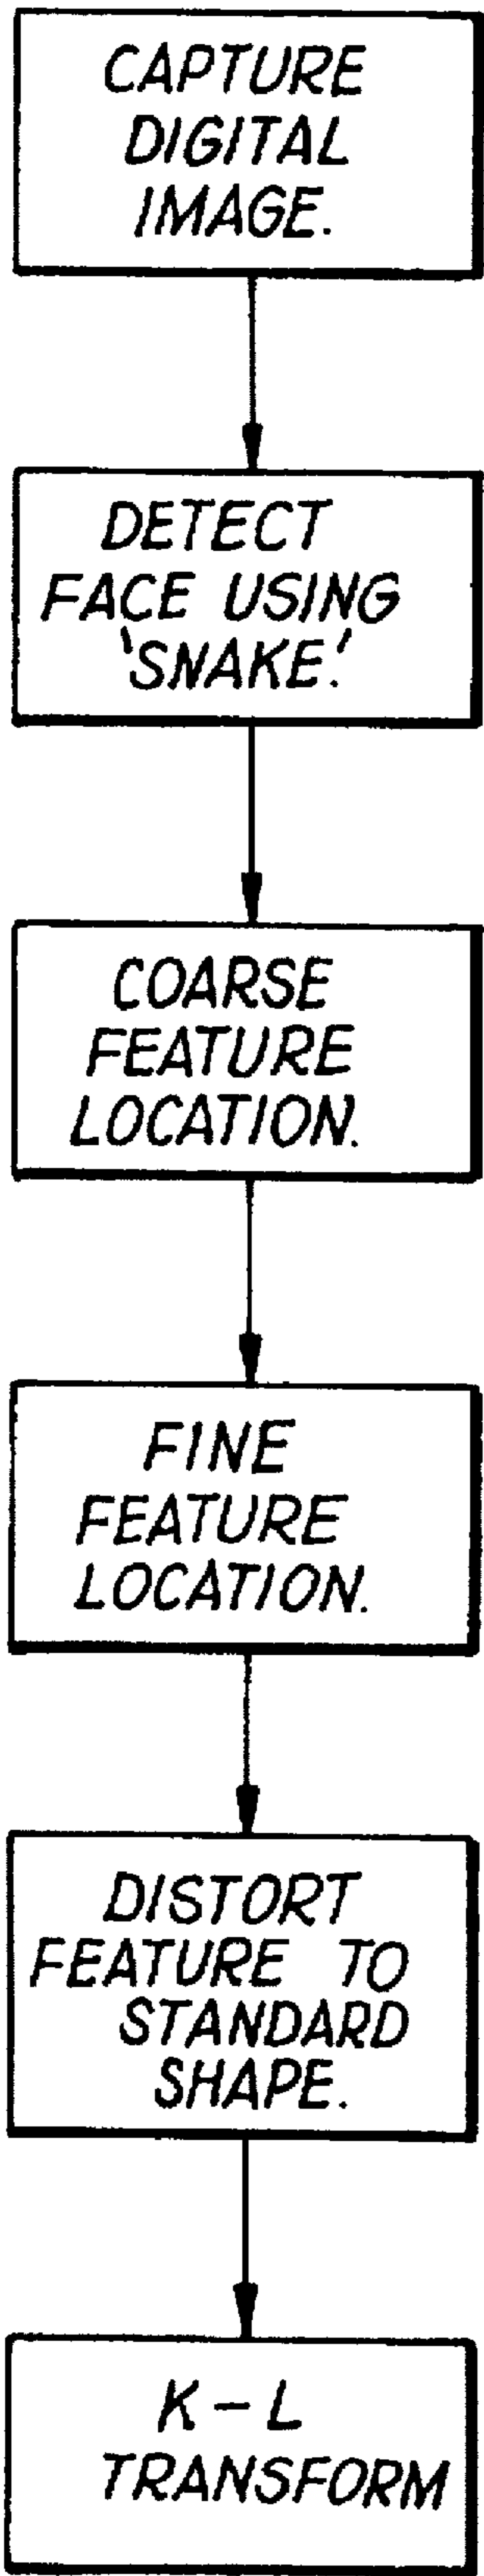 CAPTURE
DIGITAL
IMAGE.
DETECT
FACE USING
'SNAKE.'
COARSE
FEATURE
LOCATION.
FINE
FEATURE
LOCATION.
DISTORT
FEATURE TO
STANDARD
SHAPE.
K-L
TRANSFORM